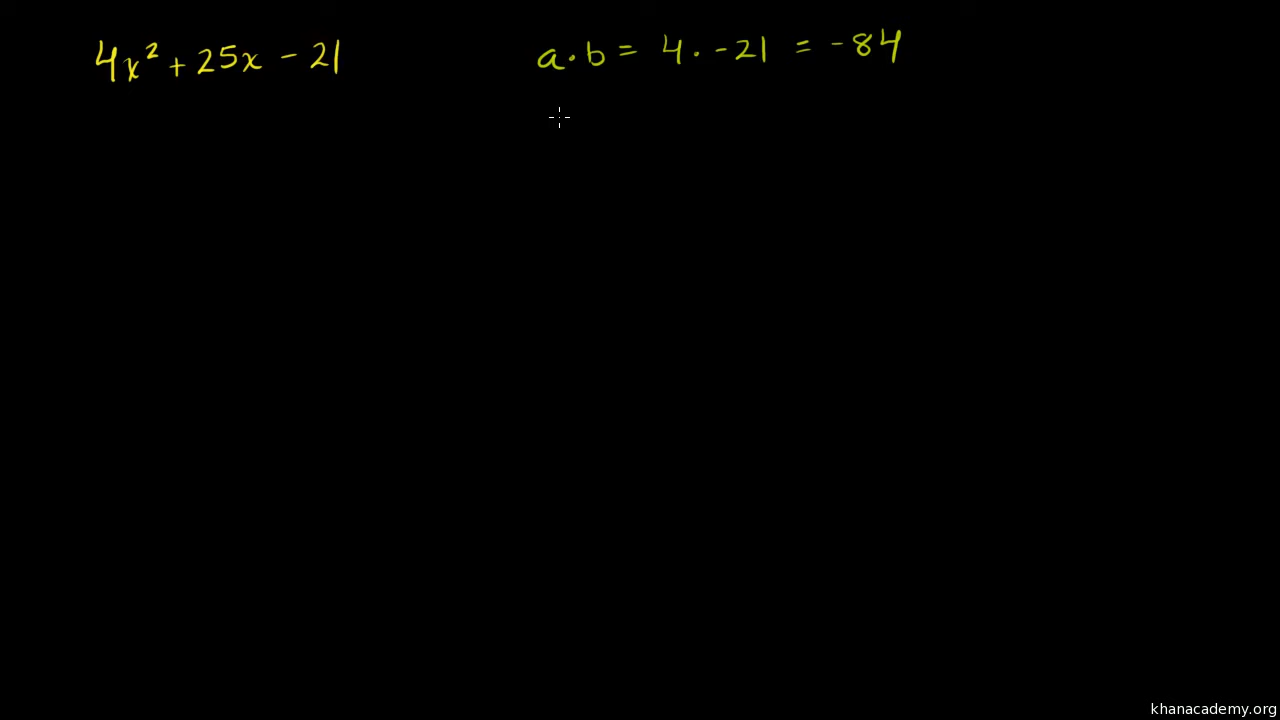 4x² + 25x - 21
a·b = 4·-21 = -84
khanacademy.org